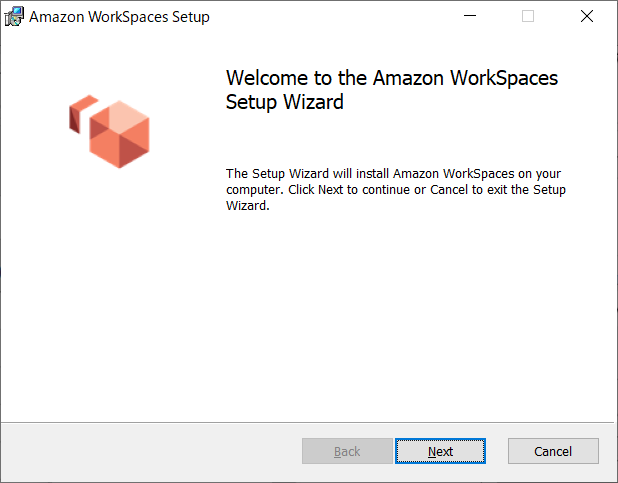 Amazon WorkSpaces Setup
Welcome to the Amazon WorkSpaces
Setup Wizard
The Setup Wizard will install Amazon WorkSpaces on your
computer. Click Next to continue or Cancel to exit the Setup
Wizard.
Back Next Cancel